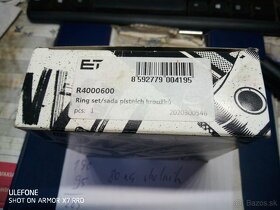 ET
8 592779 004195
R4000600
Ring set/sada pístních kroužků
pcs: 1
2020300546
ULEFONE
SHOT ON ARMOR X7 PRO
Bazos.sk